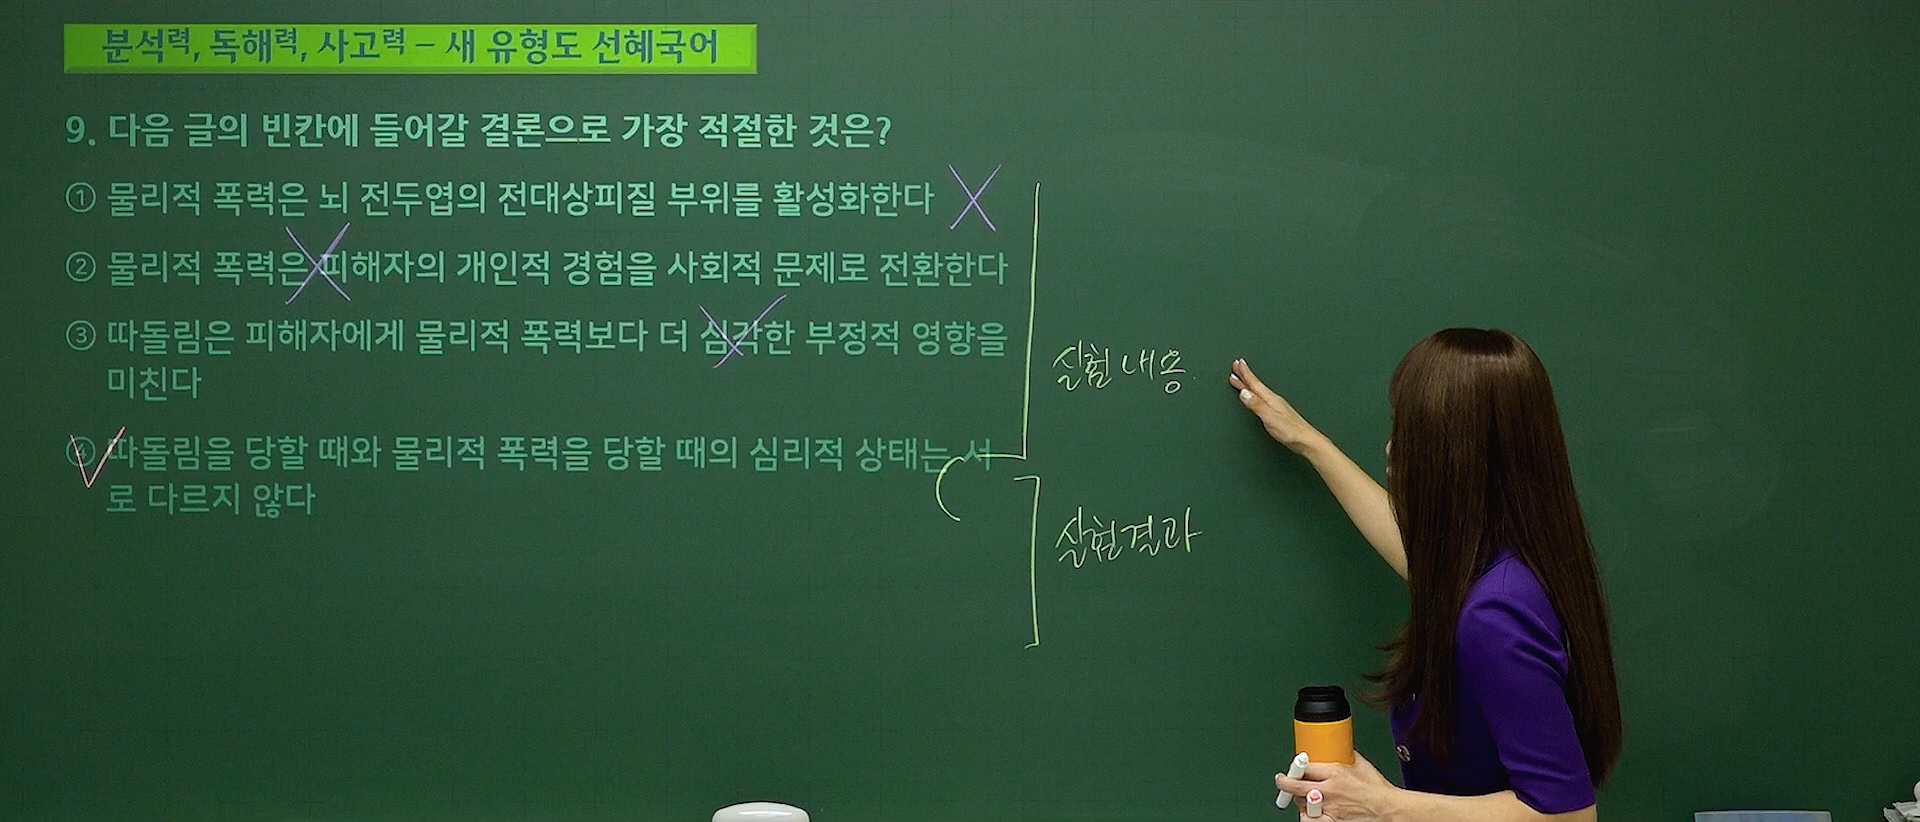 분석력, 독해력, 사고력 – 새 유형도 선혜국어
9. 다음 글의 빈칸에 들어갈 결론으로 가장 적절한 것은?
① 물리적 폭력은 뇌 전두엽의 전대상피질 부위를 활성화한다
② 물리적 폭력은 피해자의 개인적 경험을 사회적 문제로 전환한다
③ 따돌림은 피해자에게 물리적 폭력보다 더 심각한 부정적 영향을
미친다
④ 따돌림을 당할 때와 물리적 폭력을 당할 때의 심리적 상태는 서
로 다르지 않다
실험 내용
실험결과